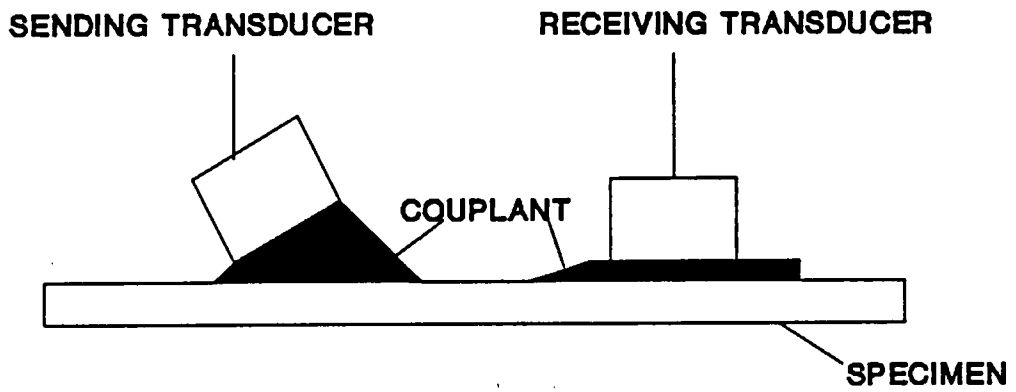 SENDING TRANSDUCER
RECEIVING TRANSDUCER
COUPLANT
SPECIMEN